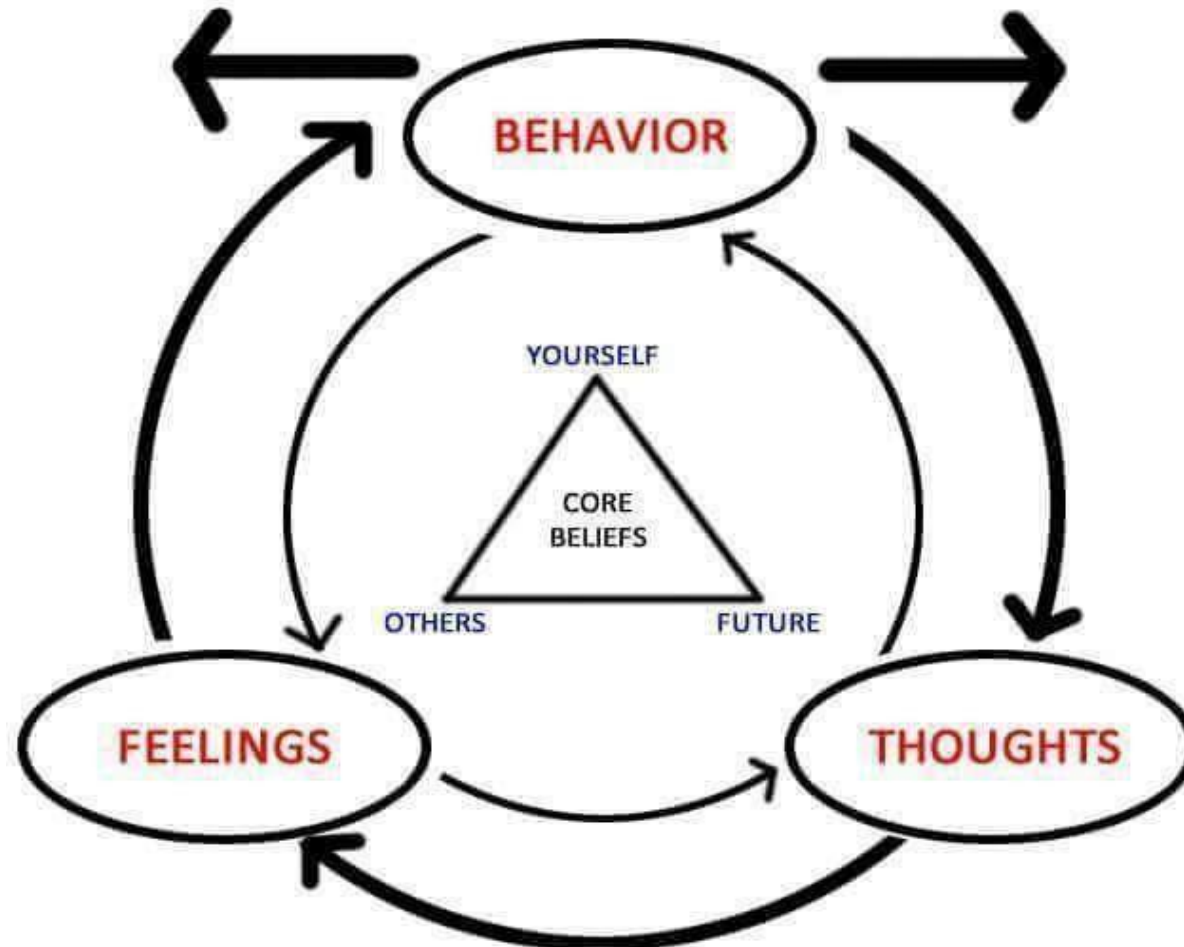 BEHAVIOR
YOURSELF
CORE
BELIEFS
OTHERS
FUTURE
FEELINGS
THOUGHTS